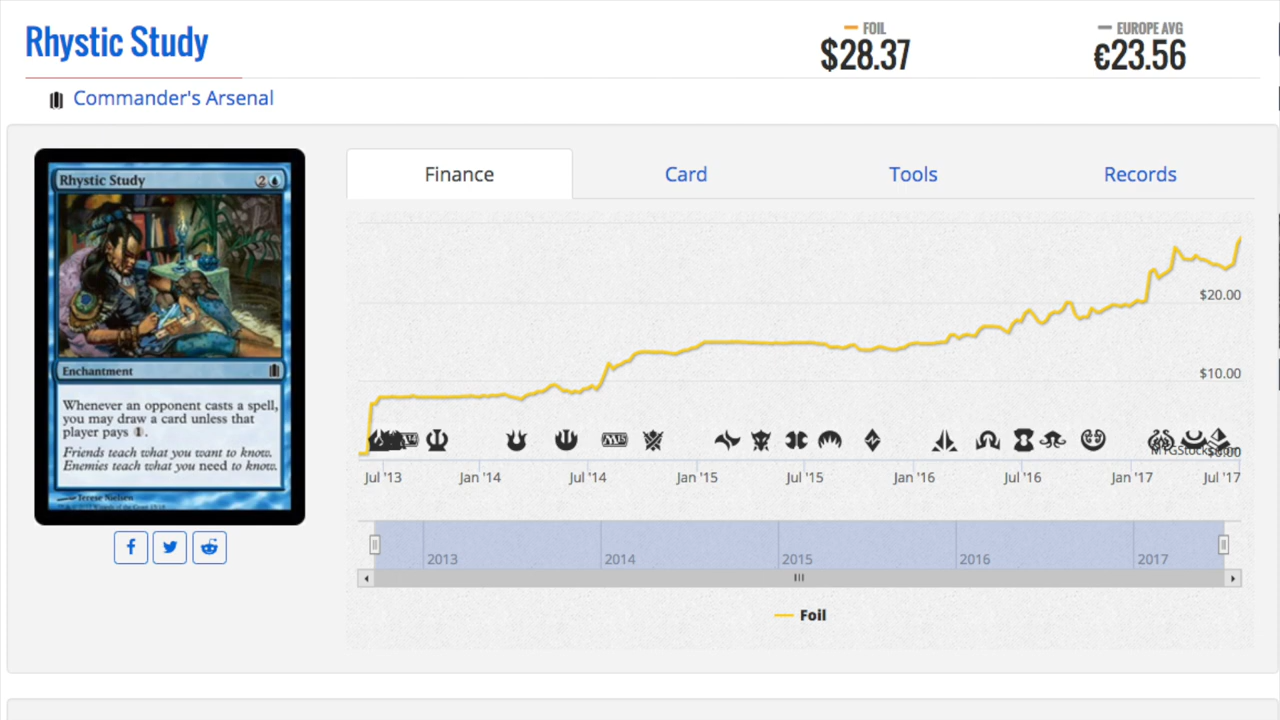 Rhystic Study
FOIL
$28.37
EUROPE AVG
€23.56
Commander's Arsenal
Finance
Card
Tools
Records
Rhystic Study 2
Enchantment
Whenever an opponent casts a spell,
you may draw a card unless that
player pays 1.
Friends teach what you want to know.
Enemies teach what you need to know.
Terese Nielsen
$20.00
$10.00
$0.00
M15
Jul '13
Jan '14
Jul '14
Jan '15
Jul '15
Jan '16
Jul '16
Jan '17
Jul '17
2013
2014
2015
2016
2017
Foil